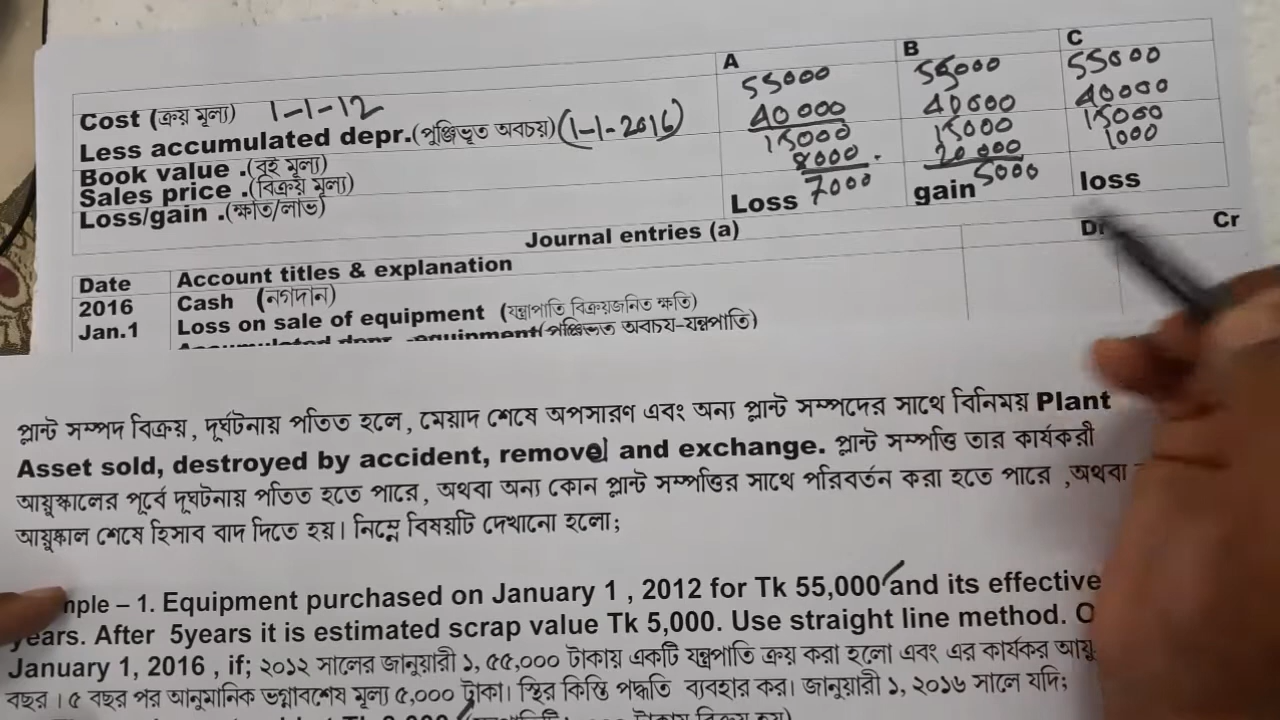 A B C
Cost (ক্রয় মূল্য) 1-1-12 55000 55000 55000
Less accumulated depr.(পুঞ্জিভূত অবচয়)(1-1-2016) 40000 40000 40000
Book value .(বই মূল্য) 15000 15000 15000
Sales price .(বিক্রয় মূল্য) 8000 20000 1000
Loss/gain .(ক্ষতি/লাভ) Loss 7000 gain 5000 loss
Journal entries (a)
Date Account titles & explanation Cr
2016 Cash (নগদান)
Jan.1 Loss on sale of equipment (যন্ত্রপাতি বিক্রয়জনিত ক্ষতি)
প্লান্ট সম্পদ বিক্রয়, দূর্ঘটনায় পতিত হলে, মেয়াদ শেষে অপসারণ এবং অন্য প্লান্ট সম্পদের সাথে বিনিময় Plant
Asset sold, destroyed by accident, removel and exchange. প্লান্ট সম্পত্তি তার কার্যকরী
আয়ুষ্কালের পূর্বে দূঘটনায় পতিত হতে পারে, অথবা অন্য কোন প্লান্ট সম্পত্তির সাথে পরিবর্তন করা হতে পারে ,অথবা
আয়ুষ্কাল শেষে হিসাব বাদ দিতে হয়। নিম্নে বিষয়টি দেখানো হলো;
mple – 1. Equipment purchased on January 1 , 2012 for Tk 55,000 and its effective
years. After 5years it is estimated scrap value Tk 5,000. Use straight line method. O
January 1, 2016 , if; ২০১২ সালের জানুয়ারী ১, ৫৫,০০০ টাকায় একটি যন্ত্রপাতি ক্রয় করা হলো এবং এর কার্যকর আয়ু
বছর। ৫ বছর পর আনুমানিক ভগ্নাবশেষ মূল্য ৫,০০০ টাকা। স্থির কিস্তি পদ্ধতি ব্যবহার কর। জানুয়ারী ১, ২০১৬ সালে যদি;